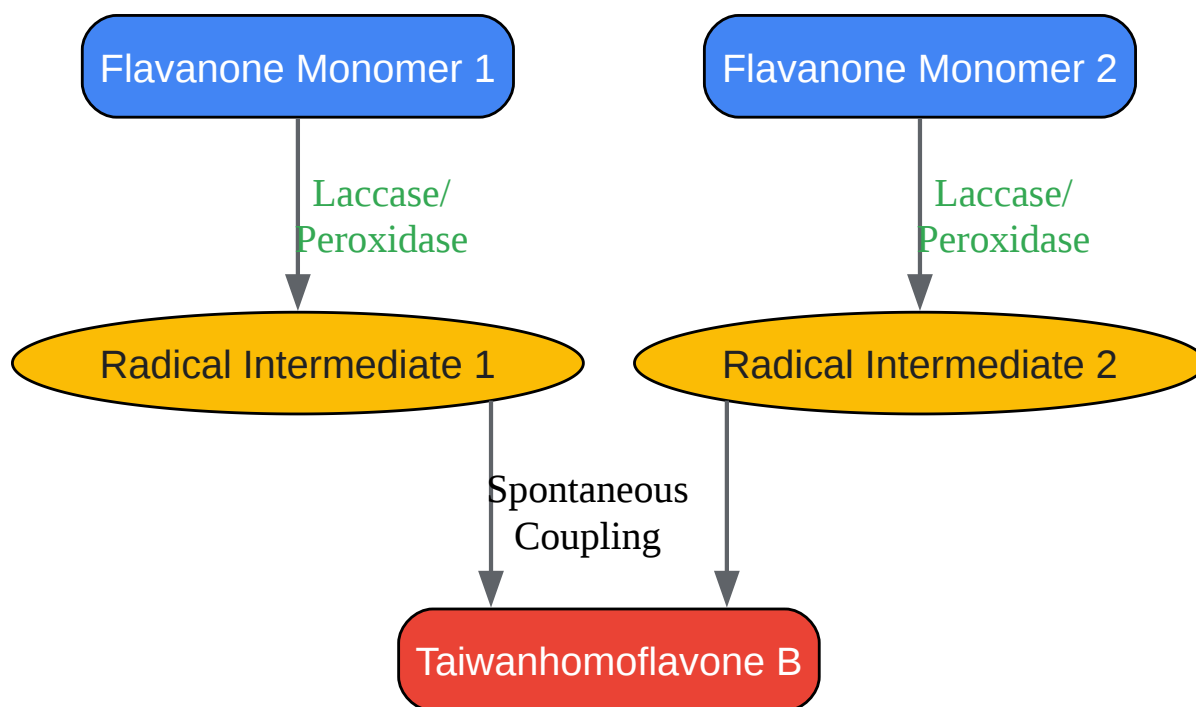 Flavanone Monomer 1
Flavanone Monomer 2
Laccase/
Peroxidase
Laccase/
Peroxidase
Radical Intermediate 1
Radical Intermediate 2
Spontaneous
Coupling
Taiwanhomoflavone B